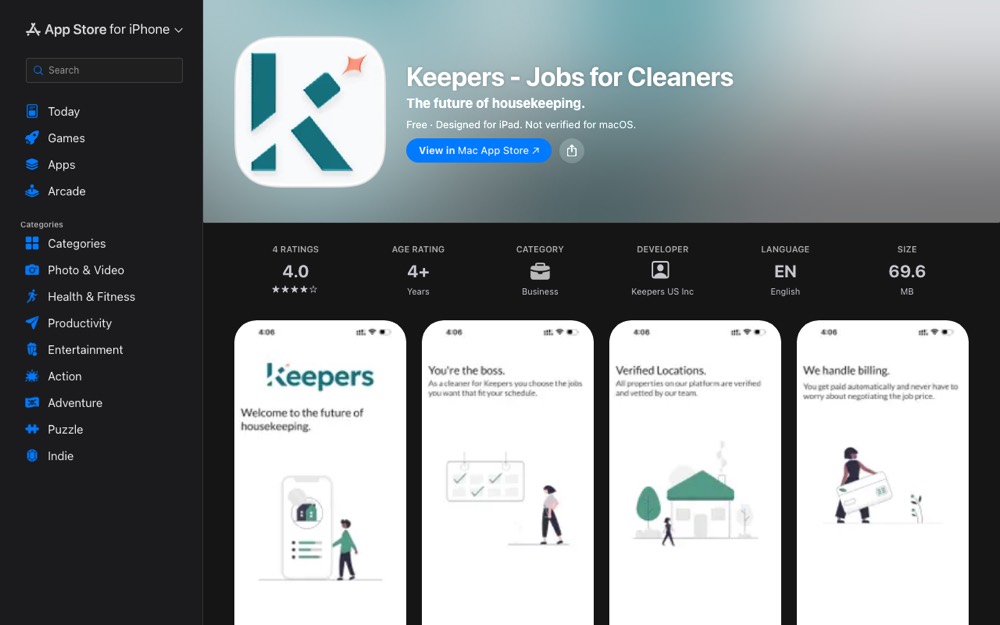 App Store for iPhone
Search
Today
Games
Apps
Arcade
Categories
Categories
Photo & Video
Health & Fitness
Productivity
Entertainment
Action
Adventure
Puzzle
Indie
Keepers - Jobs for Cleaners
The future of housekeeping.
Free · Designed for iPad. Not verified for macOS.
View in Mac App Store ↗
4 RATINGS
4.0
★★★★☆
AGE RATING
4+
Years
CATEGORY
Business
DEVELOPER
Keepers US Inc
LANGUAGE
EN
English
SIZE
69.6
MB
4:06
Keepers
Welcome to the future of
housekeeping.
4:06
You're the boss.
As a cleaner for Keepers you choose the jobs
you want that fit your schedule.
4:06
Verified Locations.
All properties on our platform are verified
and vetted by our team.
4:06
We handle billing.
You get paid automatically and never have to
worry about negotiating the job price.